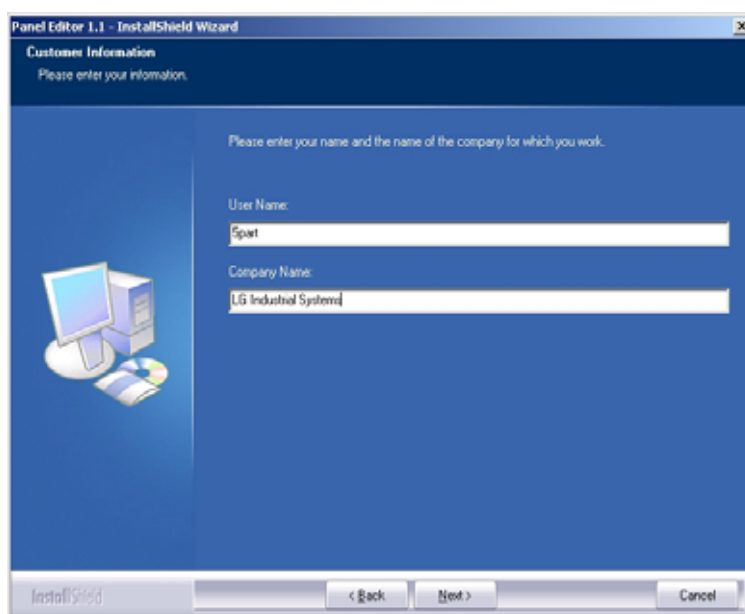 Panel Editor 1.1 - InstallShield Wizard
Customer Information
Please enter your information.
Please enter your name and the name of the company for which you work.
User Name:
5part
Company Name:
LG Industrial Systems
InstallShield
< Back
Next >
Cancel